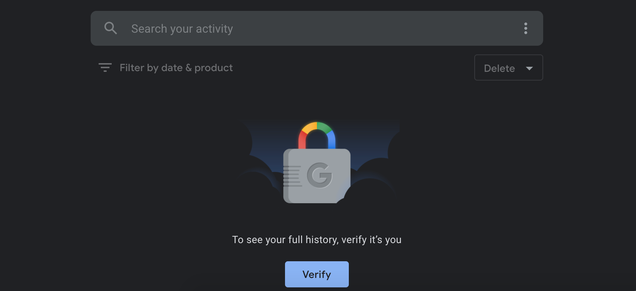 Search your activity
Filter by date & product
Delete
G
To see your full history, verify it's you
Verify